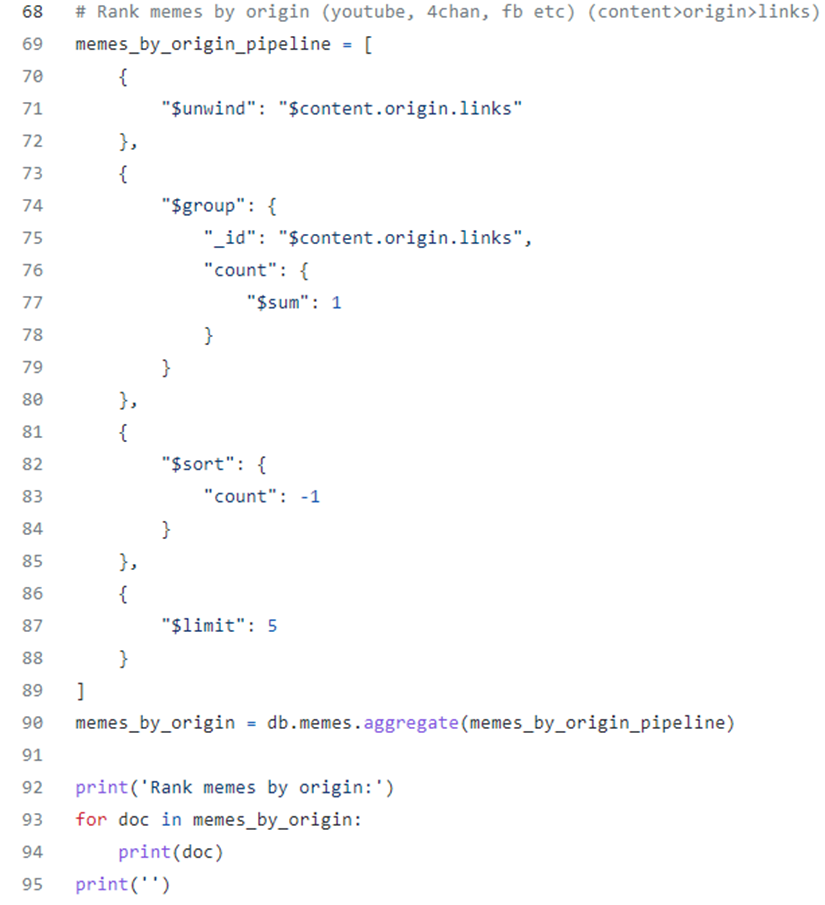 68 # Rank memes by origin (youtube, 4chan, fb etc) (content>origin>links)
69 memes_by_origin_pipeline = [
70     {
71         "$unwind": "$content.origin.links"
72     },
73     {
74         "$group": {
75             "_id": "$content.origin.links",
76             "count": {
77                 "$sum": 1
78             }
79         }
80     },
81     {
82         "$sort": {
83             "count": -1
84         }
85     },
86     {
87         "$limit": 5
88     }
89 ]
90 memes_by_origin = db.memes.aggregate(memes_by_origin_pipeline)
91
92 print('Rank memes by origin:')
93 for doc in memes_by_origin:
94     print(doc)
95 print('')